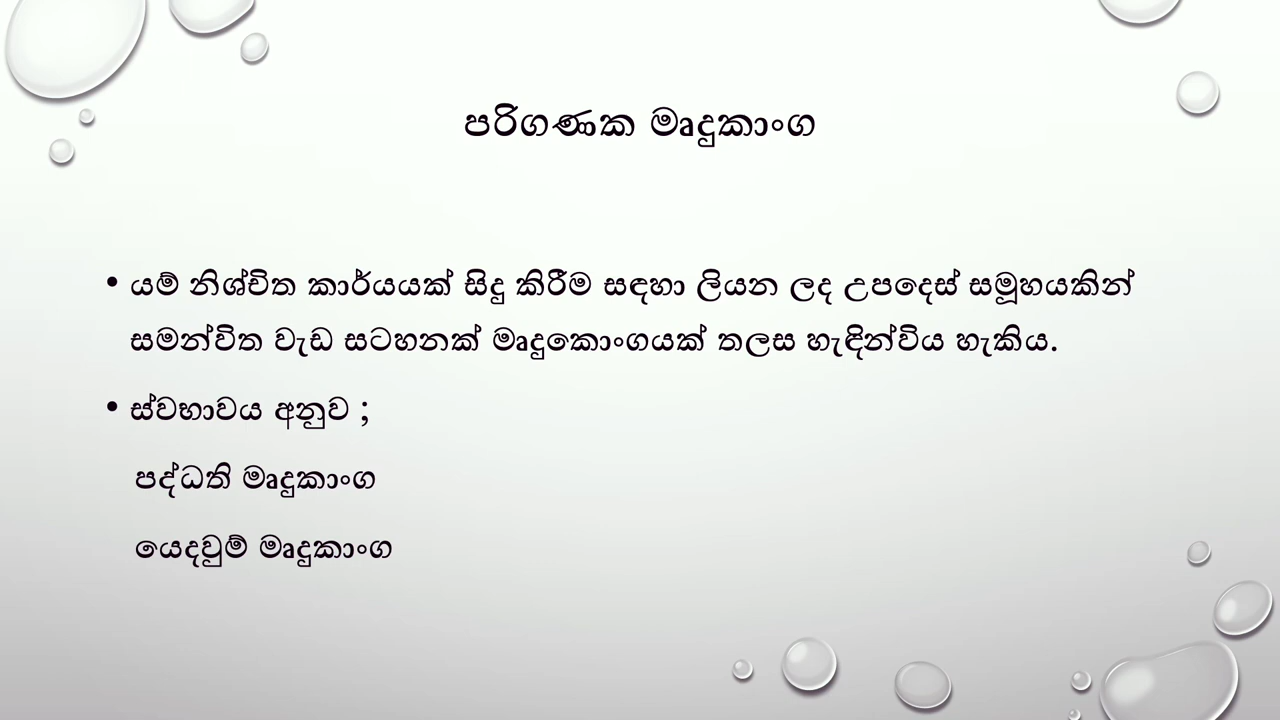 පරිගණක මෘදුකාංග
• යම් නිශ්චිත කාර්යයක් සිදු කිරීම සඳහා ලියන ලද උපදෙස් සමූහයකින්
සමන්විත වැඩ සටහනක් මෘදුකොංගයක් තලස හැඳින්විය හැකිය.
• ස්වභාවය අනුව ;
පද්ධති මෘදුකාංග
යෙදවුම් මෘදුකාංග